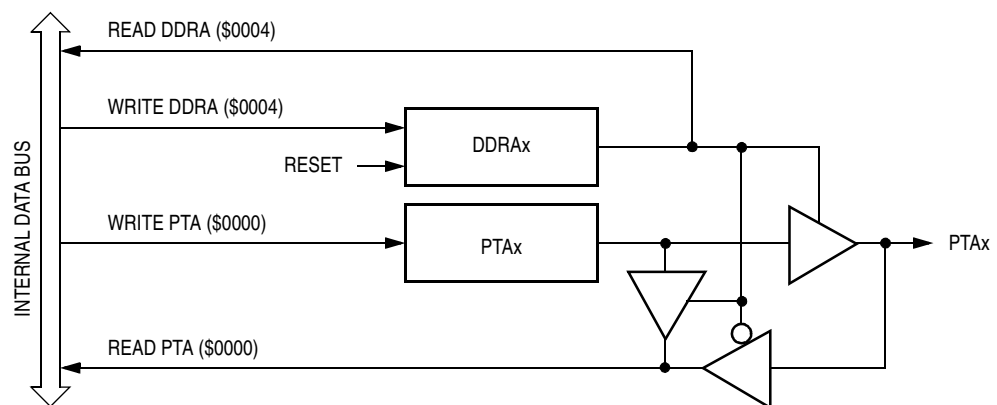 READ DDRA ($0004)
WRITE DDRA ($0004)
DDRAx
RESET
WRITE PTA ($0000)
PTAx
PTAx
INTERNAL DATA BUS
READ PTA ($0000)